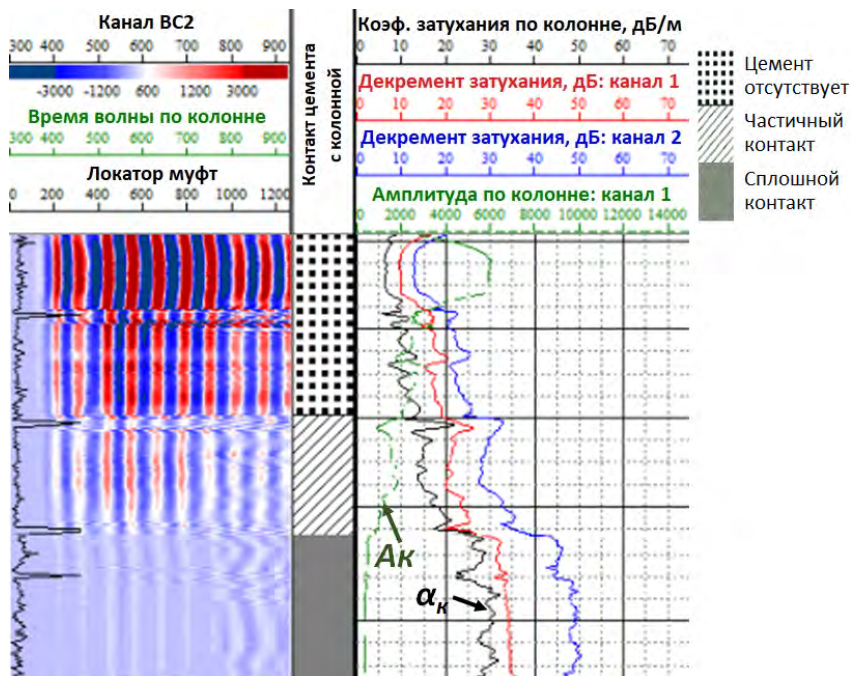 Канал ВС2
300 400 500 600 700 800 900
-3000 -1200 600 1200 3000
Время волны по колонне
300 400 500 600 700 800 900
Локатор муфт
0 200 400 600 800 1000 1200
Контакт цемента
с колонной
Коэф. затухания по колонне, дБ/м
0 10 20 30 40 50 60 70
Декремент затухания, дБ: канал 1
0 10 20 30 40 50 60 70
Декремент затухания, дБ: канал 2
0 10 20 30 40 50 60 70
Амплитуда по колонне: канал 1
0 2000 4000 6000 8000 10000 12000 14000
Цемент
отсутствует
Частичный
контакт
Сплошной
контакт
Aк
αк